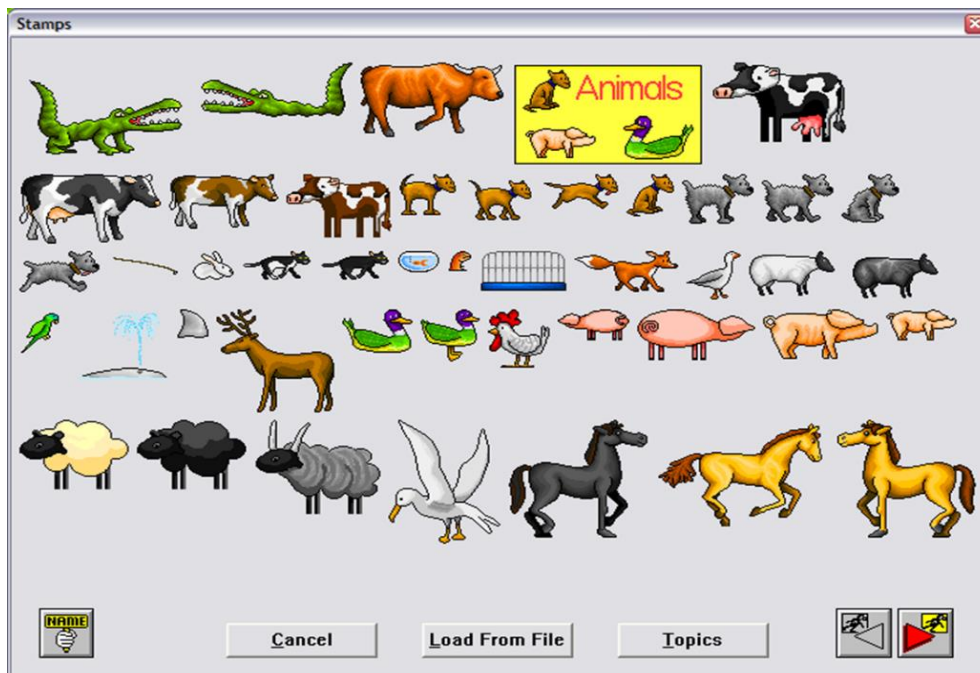 Stamps
Animals
NAME
Cancel
Load From File
Topics